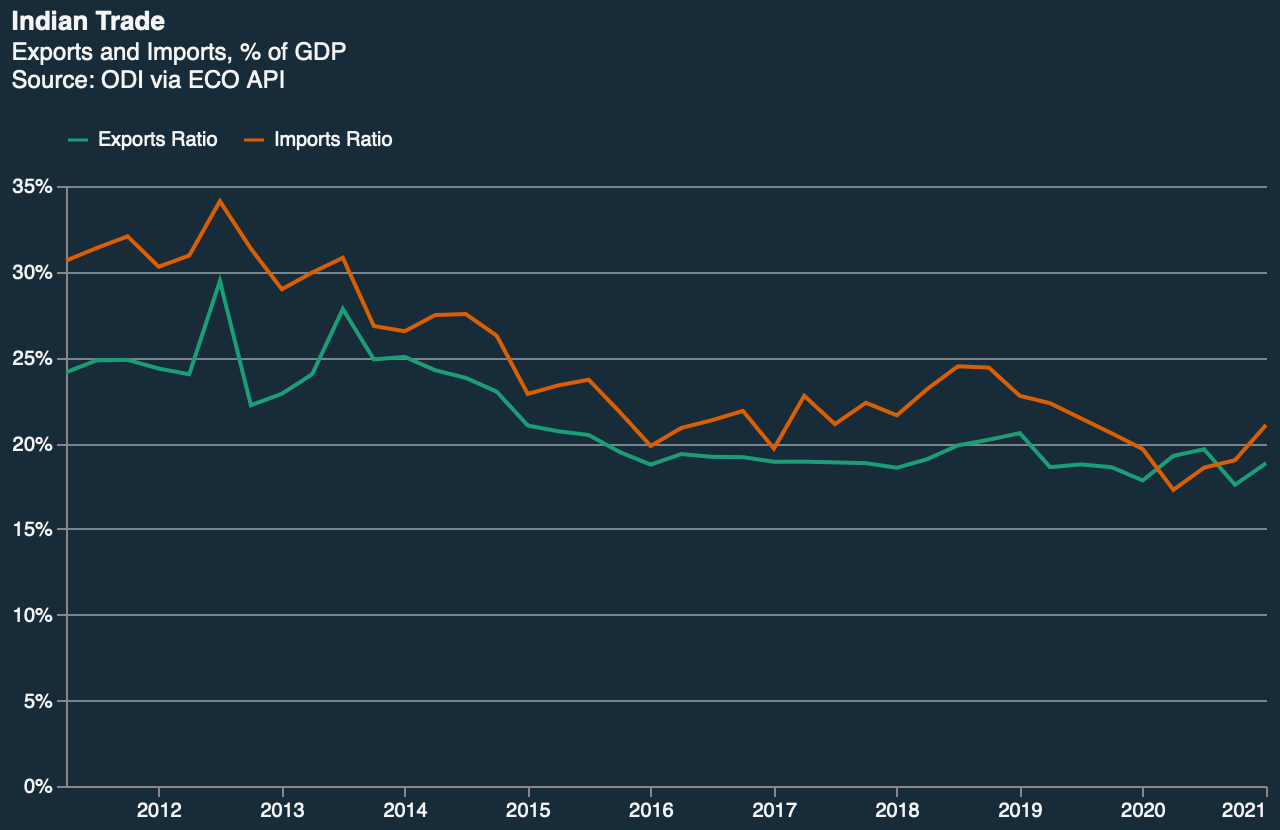 Indian Trade
Exports and Imports, % of GDP
Source: ODI via ECO API
Exports Ratio Imports Ratio
35%
30%
25%
20%
15%
10%
5%
0%
2012 2013 2014 2015 2016 2017 2018 2019 2020 2021